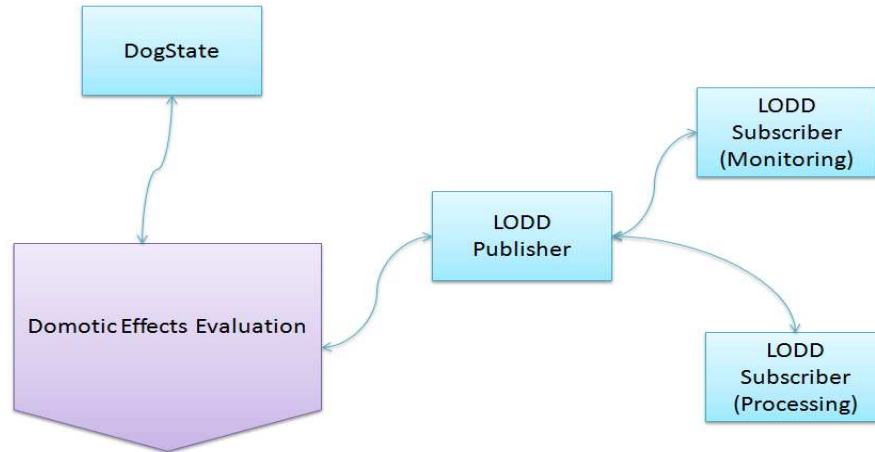 DogState
LODD
Subscriber
(Monitoring)
LODD
Publisher
Domotic Effects Evaluation
LODD
Subscriber
(Processing)